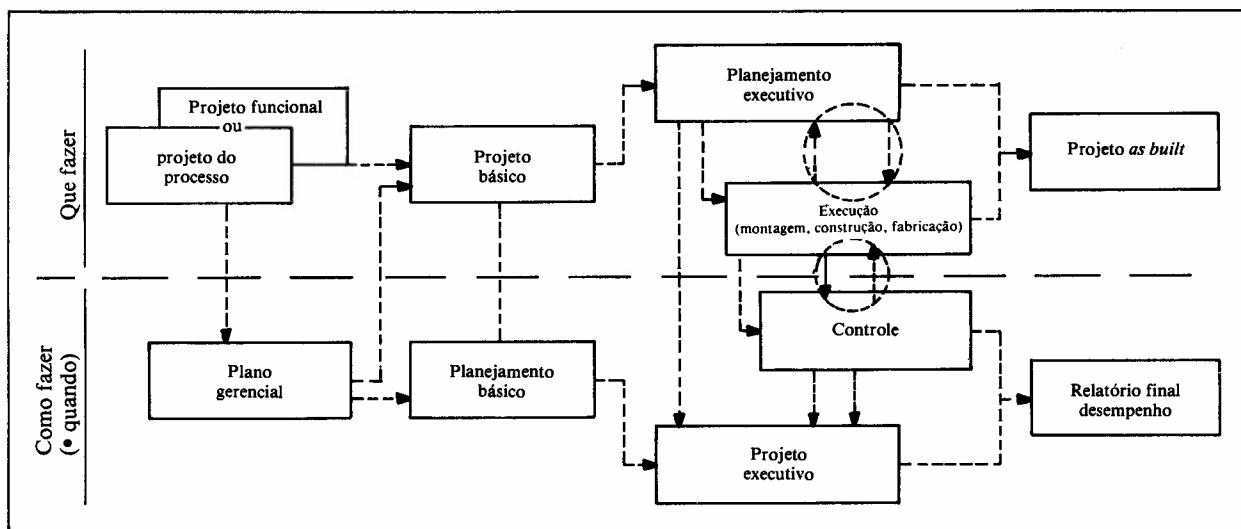 Que fazer
Projeto funcional
ou
projeto do
processo
Projeto
básico
Planejamento
executivo
Execução
(montagem, construção, fabricação)
Projeto as built
Como fazer
(• quando)
Plano
gerencial
Planejamento
básico
Controle
Projeto
executivo
Relatório final
desempenho